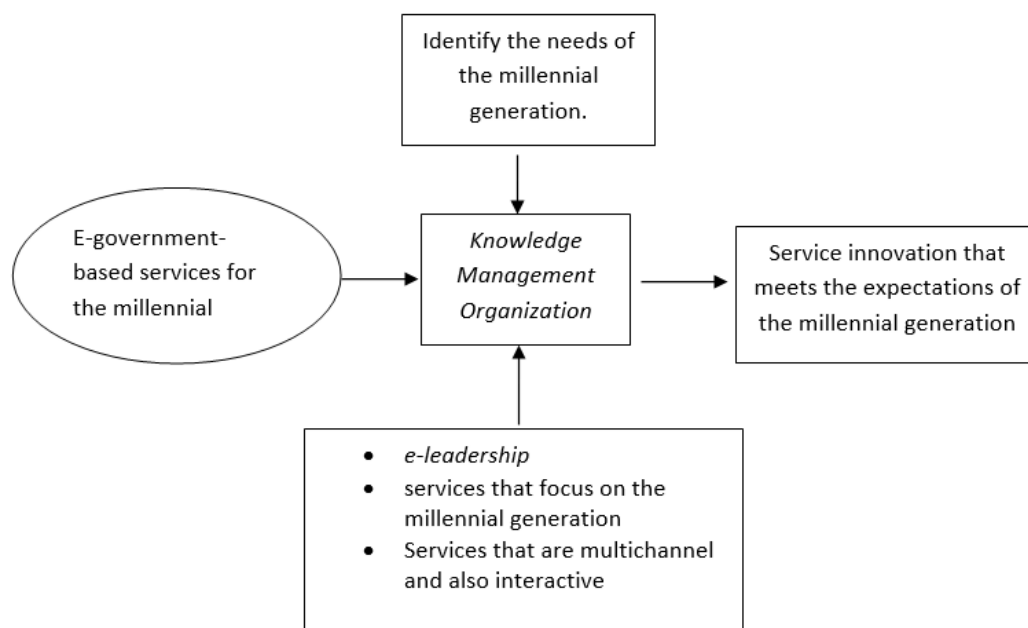 Identify the needs of
the millennial
generation.
E-government-
based services for
the millennial
Knowledge
Management
Organization
Service innovation that
meets the expectations of
the millennial generation
• e-leadership
• services that focus on the
millennial generation
• Services that are multichannel
and also interactive